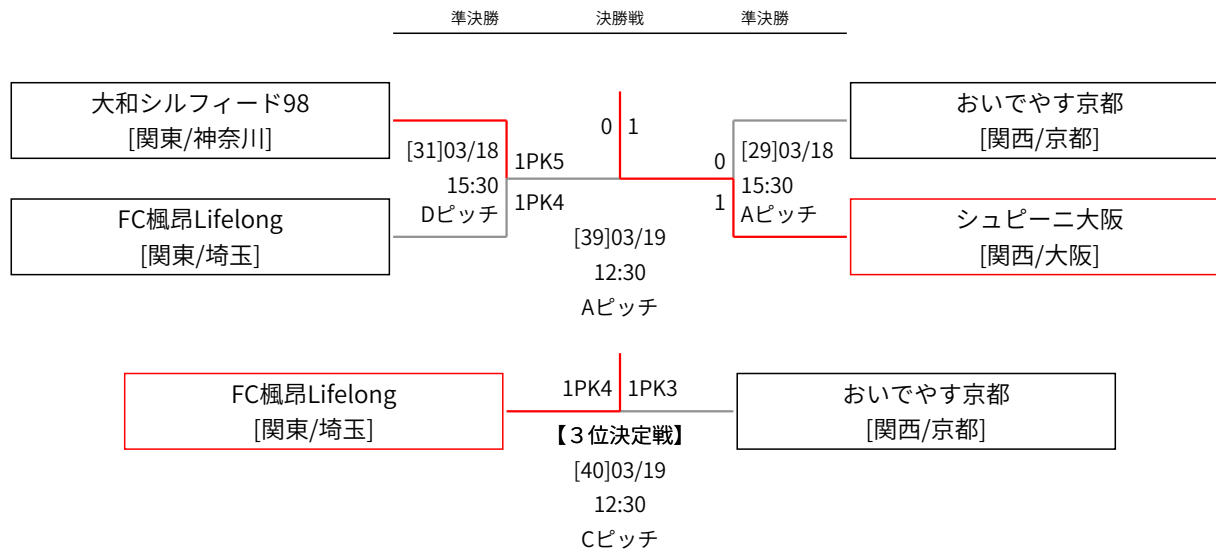 準決勝 決勝戦 準決勝
大和シルフィード98
[関東/神奈川]
FC楓昂Lifelong
[関東/埼玉]
[31]03/18
15:30
Dピッチ
1PK5
1PK4
0 1
[39]03/19
12:30
Aピッチ
0
1
[29]03/18
15:30
Aピッチ
おいでやす京都
[関西/京都]
シュピーニ大阪
[関西/大阪]
FC楓昂Lifelong
[関東/埼玉]
1PK4 1PK3
【３位決定戦】
[40]03/19
12:30
Cピッチ
おいでやす京都
[関西/京都]